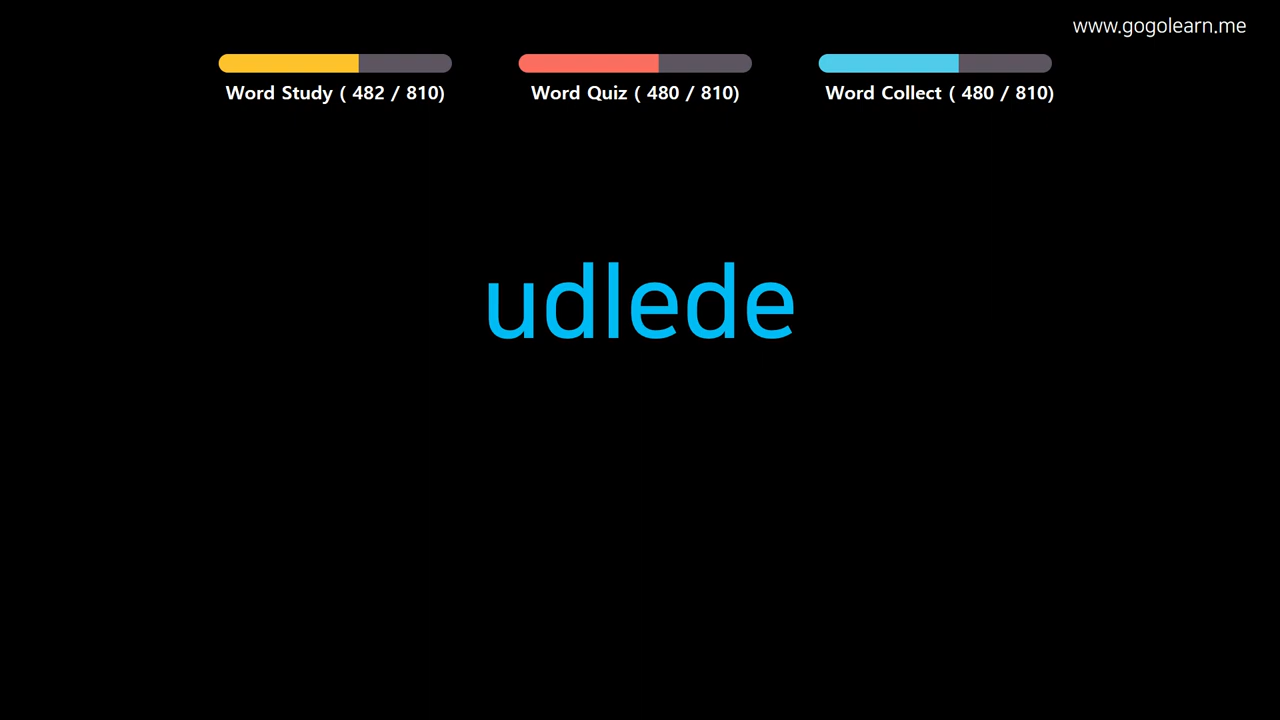 www.gogolearn.me
Word Study ( 482 / 810)
Word Quiz ( 480 / 810)
Word Collect ( 480 / 810)
udlede